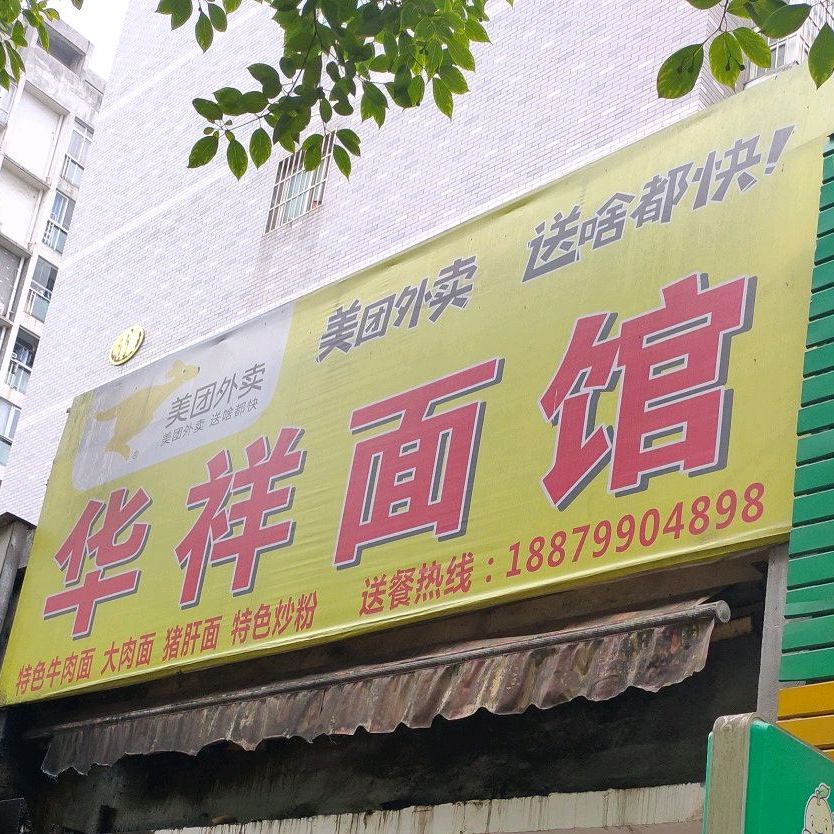 美团外卖 送啥都快!
美团外卖
美团外卖 送啥都快
华祥面馆
特色牛肉面 大肉面 猪肝面 特色炒粉
送餐热线:18879904898